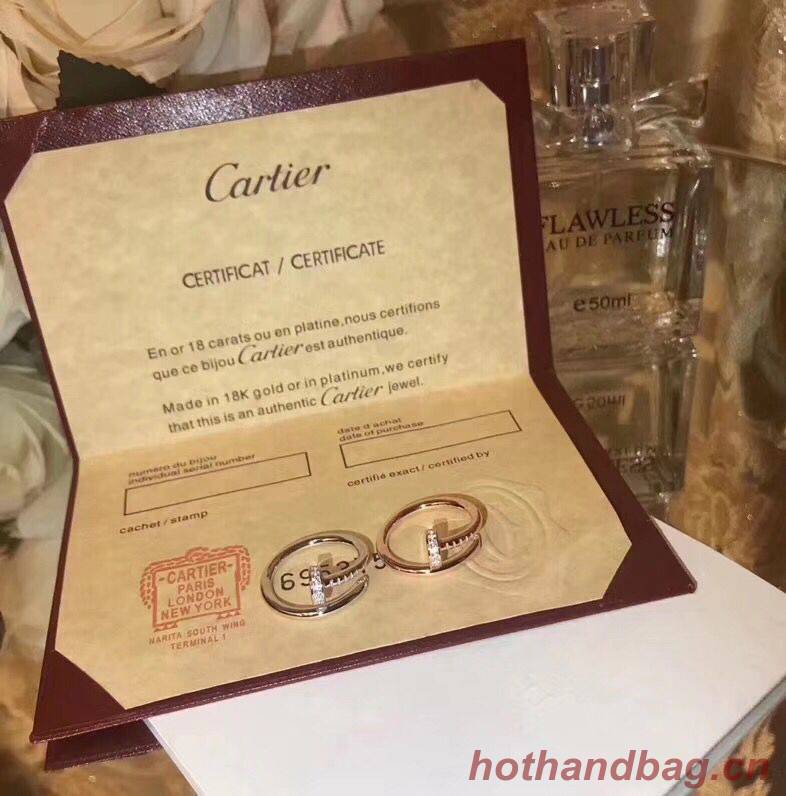 Cartier
CERTIFICAT / CERTIFICATE
En or 18 carats ou en platine,nous certifions
que ce bijou Cartier est authentique.
Made in 18K gold or in platinum,we certify
that this is an authentic Cartier jewel.
numéro du bijou
individual serial number
date d achat
date of purchase
cachet / stamp
certifié exact / certified by
-CARTIER-
PARIS
LONDON
NEW YORK
NARITA SOUTH WING
TERMINAL 1
FLAWLESS
EAU DE PARFUM
e 50ml
hothandbag.cn